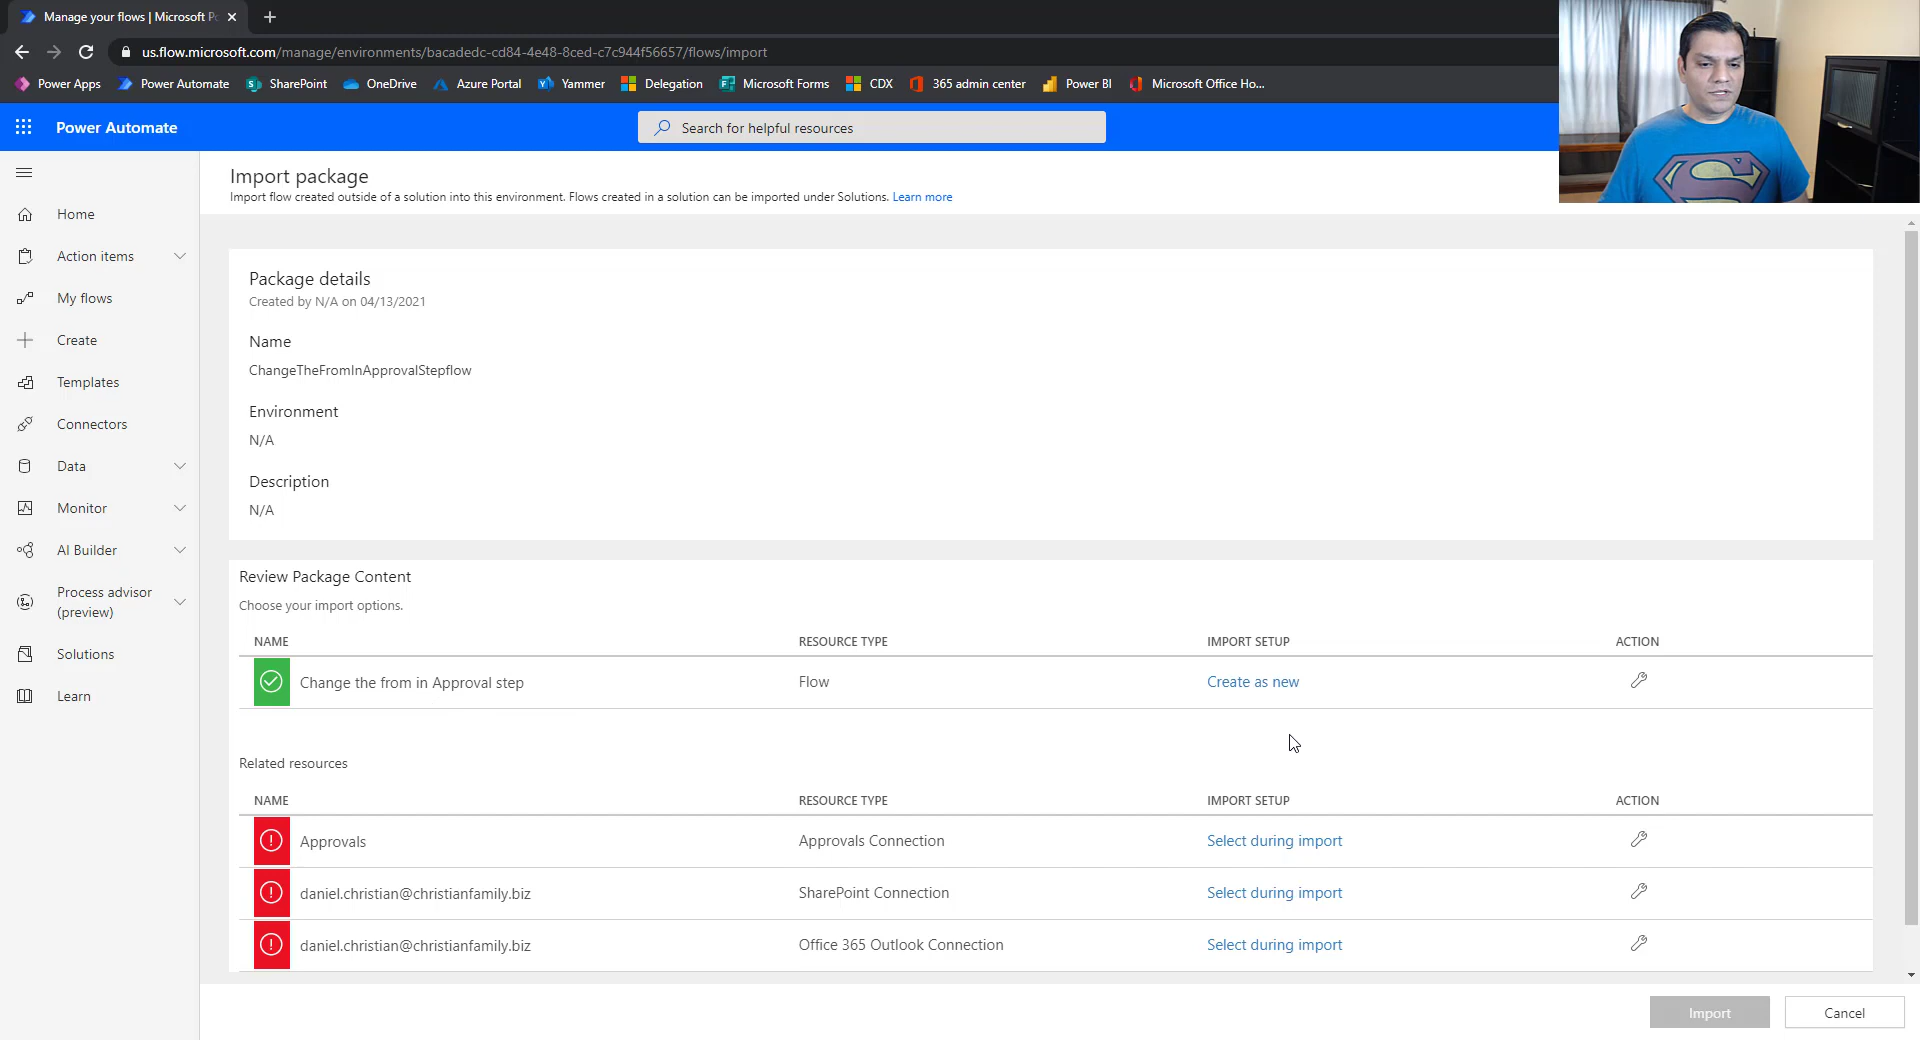 Manage your flows | Microsoft Po
us.flow.microsoft.com/manage/environments/bacadedc-cd84-4e48-8ced-c7c944f56657/flows/import
Power Apps
Power Automate
SharePoint
OneDrive
Azure Portal
Yammer
Delegation
Microsoft Forms
CDX
365 admin center
Power BI
Microsoft Office Ho...
Power Automate
Search for helpful resources
Home
Action items
My flows
Create
Templates
Connectors
Data
Monitor
AI Builder
Process advisor
(preview)
Solutions
Learn
Import package
Import flow created outside of a solution into this environment. Flows created in a solution can be imported under Solutions. Learn more
Package details
Created by N/A on 04/13/2021
Name
ChangeTheFromInApprovalStepflow
Environment
N/A
Description
N/A
Review Package Content
Choose your import options.
NAME RESOURCE TYPE IMPORT SETUP ACTION
Change the from in Approval step Flow Create as new
Related resources
NAME RESOURCE TYPE IMPORT SETUP ACTION
Approvals Approvals Connection Select during import
daniel.christian@christianfamily.biz SharePoint Connection Select during import
daniel.christian@christianfamily.biz Office 365 Outlook Connection Select during import
Import Cancel